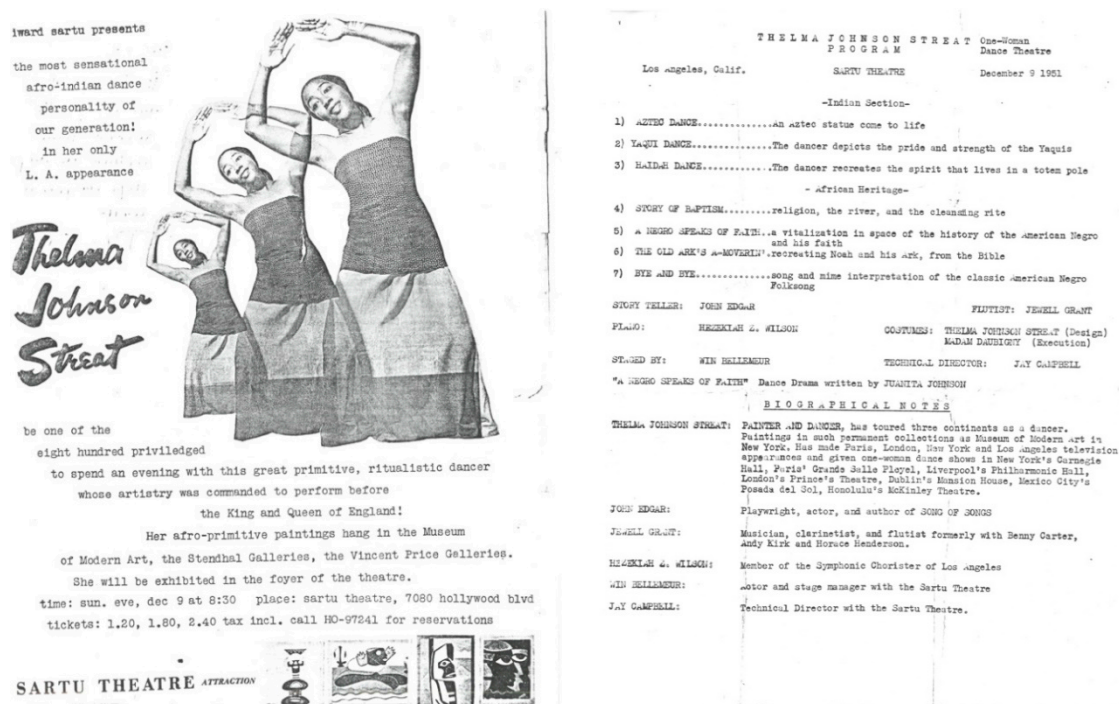 iward sartu presents
the most sensational
afro-indian dance
personality of
our generation!
in her only
L. A. appearance
Thelma
Johnson
Streat
be one of the
eight hundred priviledged
to spend an evening with this great primitive, ritualistic dancer
whose artistry was commanded to perform before
the King and Queen of England!
Her afro-primitive paintings hang in the Museum
of Modern Art, the Stendhal Galleries, the Vincent Price Gelleries.
She will be exhibited in the foyer of the theatre.
time: sun. eve, dec 9 at 8:30 place: sartu theatre, 7080 hollywood blvd
tickets: 1.20, 1.80, 2.40 tax incl. call HO-97241 for reservations
SARTU THEATRE ATTRACTION
THELMA JOHNSON STREAT One-Woman
PROGRAM Dance Theatre
Los Angeles, Calif. SARTU THEATRE December 9 1951
-Indian Section-
1) AZTEC DANCE..............An Aztec statue come to life
2) YAQUI DANCE..............The dancer depicts the pride and strength of the Yaquis
3) HAIDAH DANCE.............The dancer recreates the spirit that lives in a totem pole
- African Heritage-
4) STORY OF BAPTISM.........religion, the river, and the cleansing rite
5) A NEGRO SPEAKS OF FAITH..a vitalization in space of the history of the American Negro
and his faith
6) THE OLD ARK'S A-MOVERIN'.recreating Noah and his Ark, from the Bible
7) BYE AND BYE..............song and mime interpretation of the classic American Negro
Folksong
STORY TELLER: JOHN EDGAR FLUTIST: JEWELL GRANT
PIANO: HEZEKIAH Z. WILSON COSTUMES: THELMA JOHNSON STREAT (Design)
MADAM DAUBIGNY (Execution)
STAGED BY: WIN BELLEMEUR TECHNICAL DIRECTOR: JAY CAMPBELL
"A NEGRO SPEAKS OF FAITH" Dance Drama written by JUANITA JOHNSON
BIOGRAPHICAL NOTES
THELMA JOHNSON STREAT: PAINTER AND DANCER, has toured three continents as a dancer.
Paintings in such permanent collections as Museum of Modern Art in
New York. Has made Paris, London, New York and Los Angeles television
appearances and given one-woman dance shows in New York's Carnegie
Hall, Paris' Grande Salle Pleyel, Liverpool's Philharmonic Hall,
London's Prince's Theatre, Dublin's Mansion House, Mexico City's
Posada del Sol, Honolulu's McKinley Theatre.
JOHN EDGAR: Playwright, actor, and author of SONG OF SONGS
JEWELL GRANT: Musician, clarinetist, and flutist formerly with Benny Carter,
Andy Kirk and Horace Henderson.
HEZEKIAH Z. WILSON: Member of the Symphonic Chorister of Los Angeles
WIN BELLEMEUR: Actor and stage manager with the Sartu Theatre
JAY CAMPBELL: Technical Director with the Sartu Theatre.